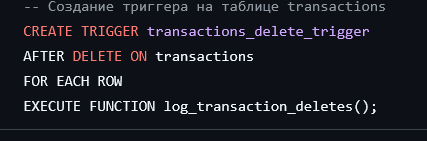 -- Создание триггера на таблице transactions
CREATE TRIGGER transactions_delete_trigger
AFTER DELETE ON transactions
FOR EACH ROW
EXECUTE FUNCTION log_transaction_deletes();